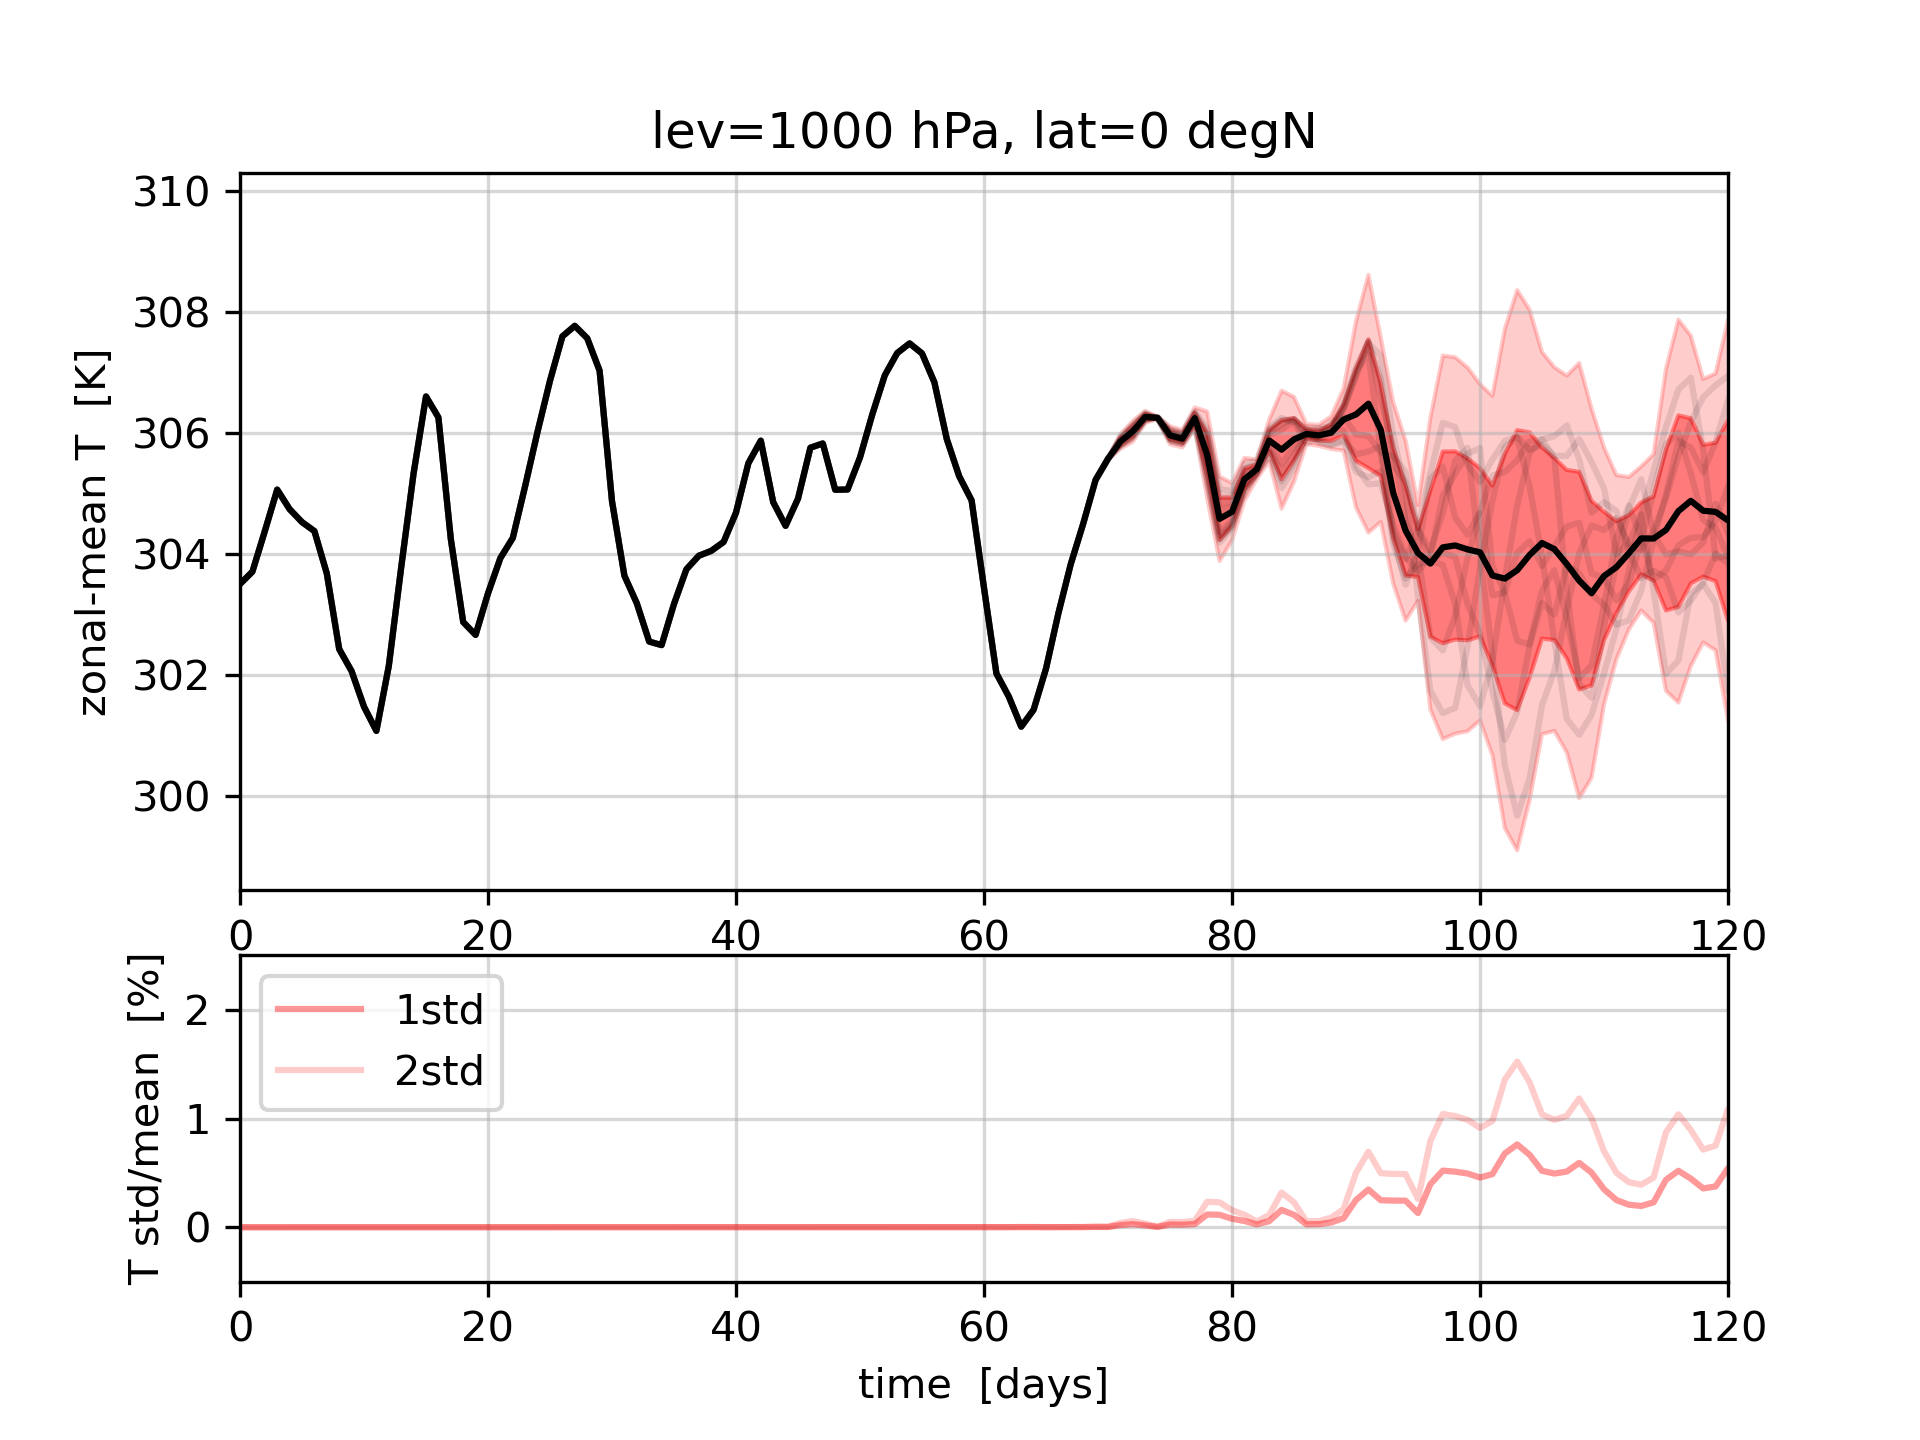 lev=1000 hPa, lat=0 degN
zonal-mean T [K]
310
308
306
304
302
300
0 20 40 60 80 100 120
T std/mean [%]
2
1
0
1std
2std
0 20 40 60 80 100 120
time [days]